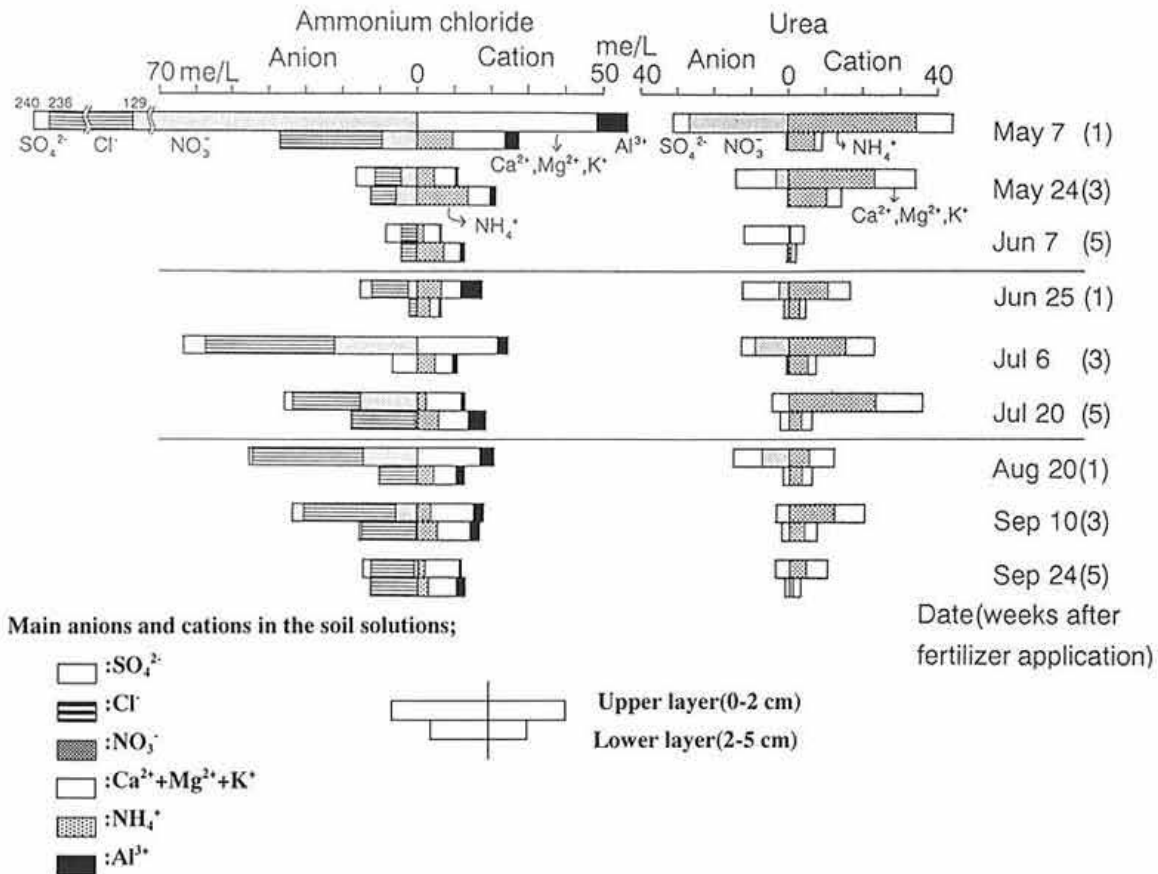 Ammonium chloride
Urea
Anion
Cation
me/L
Anion
Cation
70 me/L
0
50
40
0
40
240
236
129
SO₄²⁻
Cl⁻
NO₃⁻
Al³⁺
Ca²⁺,Mg²⁺,K⁺
SO₄²⁻
NO₃⁻
NH₄⁺
May 7 (1)
NH₄⁺
Ca²⁺,Mg²⁺,K⁺
May 24(3)
Jun 7 (5)
Jun 25 (1)
Jul 6 (3)
Jul 20 (5)
Aug 20(1)
Sep 10(3)
Sep 24(5)
Date(weeks after
fertilizer application)
Main anions and cations in the soil solutions;
:SO₄²⁻
:Cl⁻
:NO₃⁻
:Ca²⁺+Mg²⁺+K⁺
:NH₄⁺
:Al³⁺
Upper layer(0-2 cm)
Lower layer(2-5 cm)